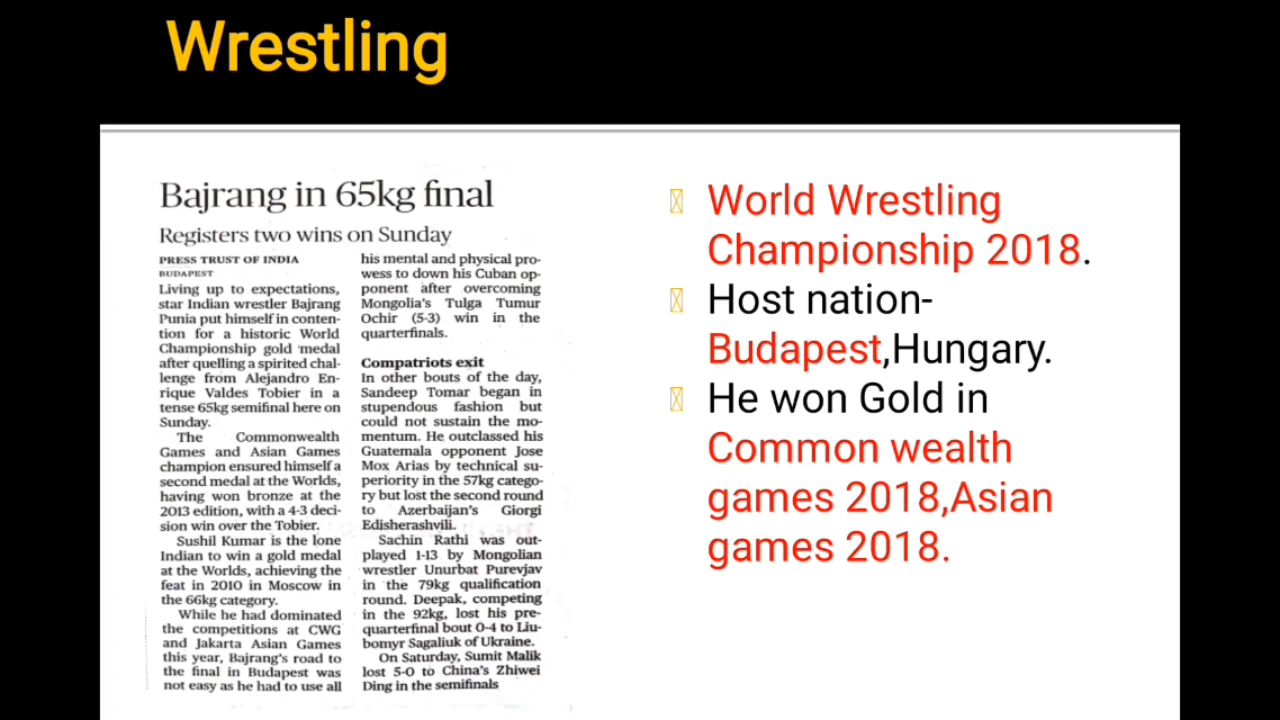 Wrestling
Bajrang in 65kg final
Registers two wins on Sunday
PRESS TRUST OF INDIA
BUDAPEST
Living up to expectations,
star Indian wrestler Bajrang
Punia put himself in conten-
tion for a historic World
Championship gold medal
after quelling a spirited chal-
lenge from Alejandro En-
rique Valdes Tobier in a
tense 65kg semifinal here on
Sunday.
The Commonwealth
Games and Asian Games
champion ensured himself a
second medal at the Worlds,
having won bronze at the
2013 edition, with a 4-3 deci-
sion win over the Tobier.
Sushil Kumar is the lone
Indian to win a gold medal
at the Worlds, achieving the
feat in 2010 in Moscow in
the 66kg category.
While he had dominated
the competitions at CWG
and Jakarta Asian Games
this year, Bajrang's road to
the final in Budapest was
not easy as he had to use all
his mental and physical pro-
wess to down his Cuban op-
ponent after overcoming
Mongolia's Tulga Tumur
Ochir (5-3) win in the
quarterfinals.
Compatriots exit
In other bouts of the day,
Sandeep Tomar began in
stupendous fashion but
could not sustain the mo-
mentum. He outclassed his
Guatemala opponent Jose
Mox Arias by technical su-
periority in the 57kg catego-
ry but lost the second round
to Azerbaijan's Giorgi
Edisherashvili.
Sachin Rathi was out-
played 1-13 by Mongolian
wrestler Unurbat Purevjav
in the 79kg qualification
round. Deepak, competing
in the 92kg, lost his pre-
quarterfinal bout 0-4 to Liu-
bomyr Sagaliuk of Ukraine.
On Saturday, Sumit Malik
lost 5-0 to China's Zhiwei
Ding in the semifinals
World Wrestling
Championship 2018.
Host nation-
Budapest,Hungary.
He won Gold in
Common wealth
games 2018,Asian
games 2018.